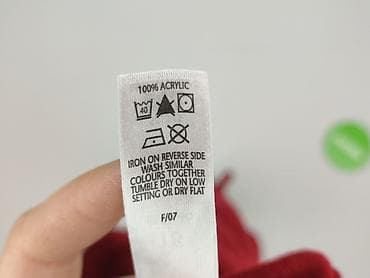 100% ACRYLIC
40
IRON ON REVERSE SIDE
WASH SIMILAR
COLOURS TOGETHER
TUMBLE DRY ON LOW
SETTING OR DRY FLAT
F/07